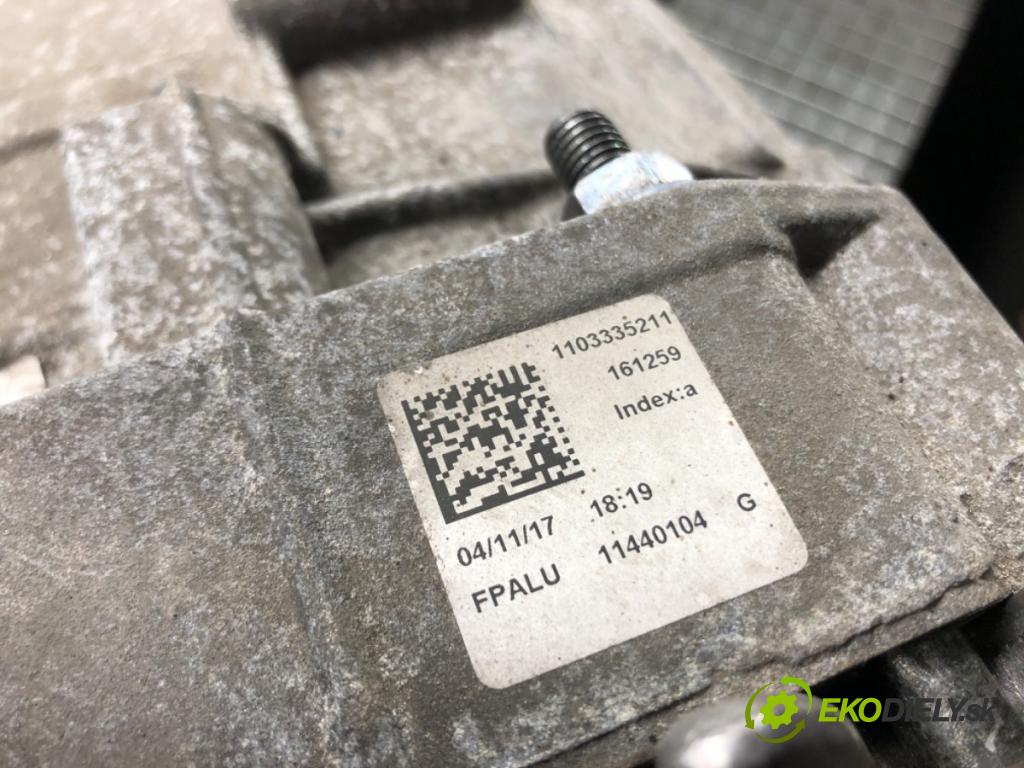 1103335211
161259
Index:a
04/11/17 18:19
FPALU 11440104 G
EKODIELY.sk